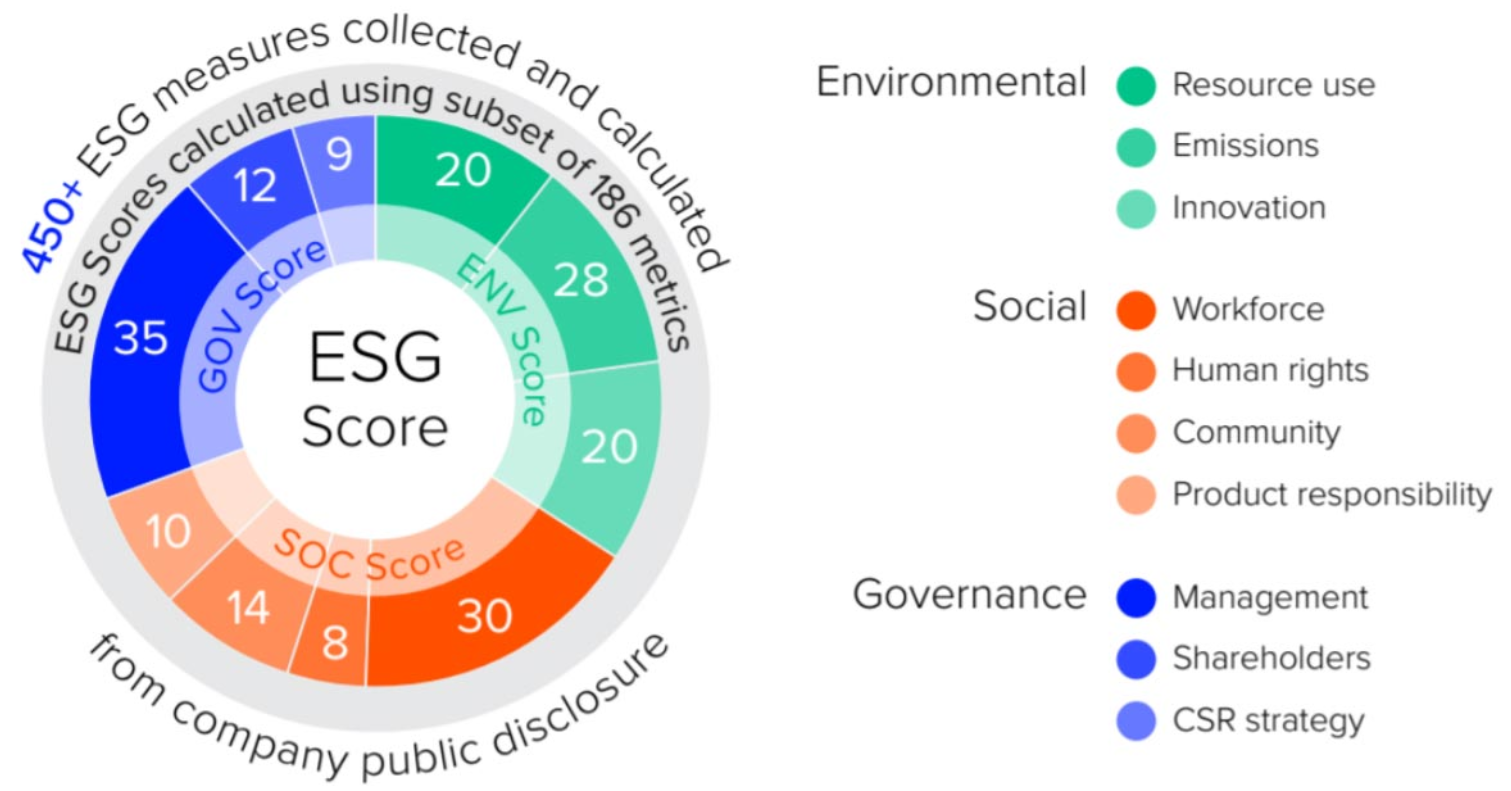 450+ ESG measures collected and calculated
ESG Scores calculated using subset of 186 metrics
9
20
12
28
35
20
10
14
8
30
GOV Score
ENV Score
SOC Score
ESG
Score
from company public disclosure
Environmental
Resource use
Emissions
Innovation
Social
Workforce
Human rights
Community
Product responsibility
Governance
Management
Shareholders
CSR strategy